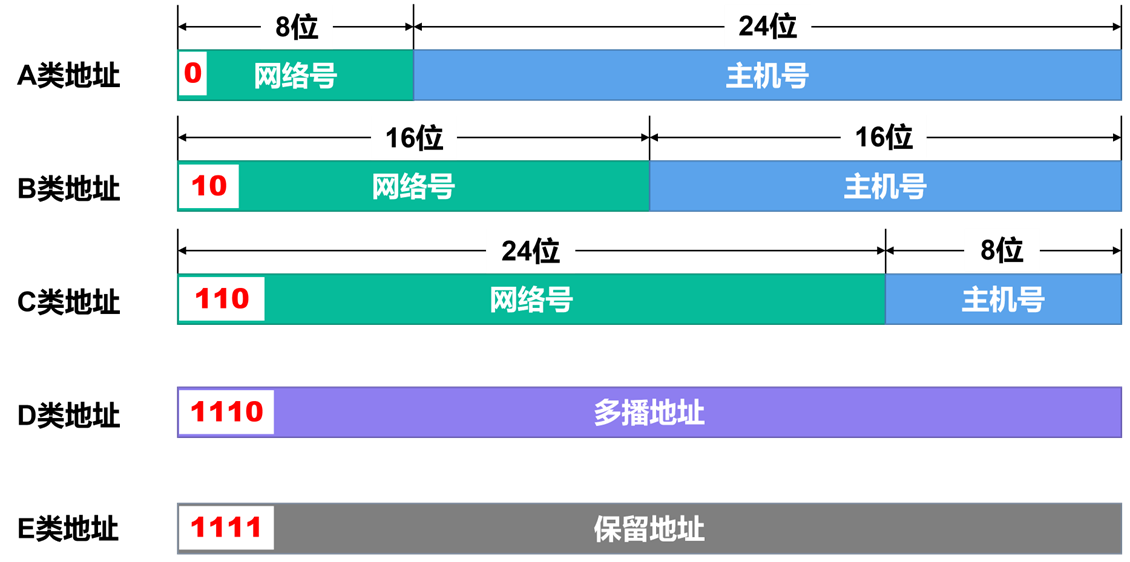 8位 24位
A类地址 0 网络号 主机号
16位 16位
B类地址 10 网络号 主机号
24位 8位
C类地址 110 网络号 主机号
D类地址 1110 多播地址
E类地址 1111 保留地址